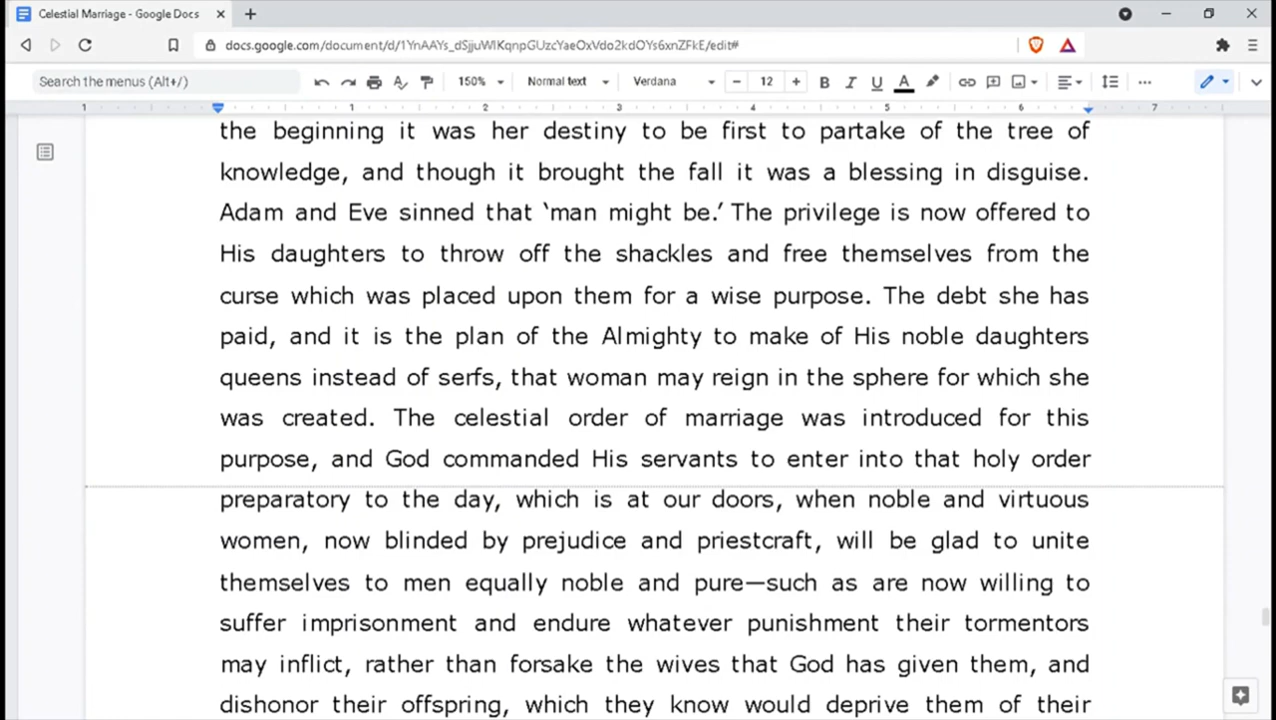 Celestial Marriage - Google Docs
docs.google.com/document/d/1YnAAYs_dSjjuWIKqnpGUzcYaeOxVdo2kdOYs6xnZFkE/edit#
Search the menus (Alt+/) 150% Normal text Verdana 12
1 1 2 3 4 5 6 7
the beginning it was her destiny to be first to partake of the tree of
knowledge, and though it brought the fall it was a blessing in disguise.
Adam and Eve sinned that ‘man might be.’ The privilege is now offered to
His daughters to throw off the shackles and free themselves from the
curse which was placed upon them for a wise purpose. The debt she has
paid, and it is the plan of the Almighty to make of His noble daughters
queens instead of serfs, that woman may reign in the sphere for which she
was created. The celestial order of marriage was introduced for this
purpose, and God commanded His servants to enter into that holy order
preparatory to the day, which is at our doors, when noble and virtuous
women, now blinded by prejudice and priestcraft, will be glad to unite
themselves to men equally noble and pure—such as are now willing to
suffer imprisonment and endure whatever punishment their tormentors
may inflict, rather than forsake the wives that God has given them, and
dishonor their offspring, which they know would deprive them of their